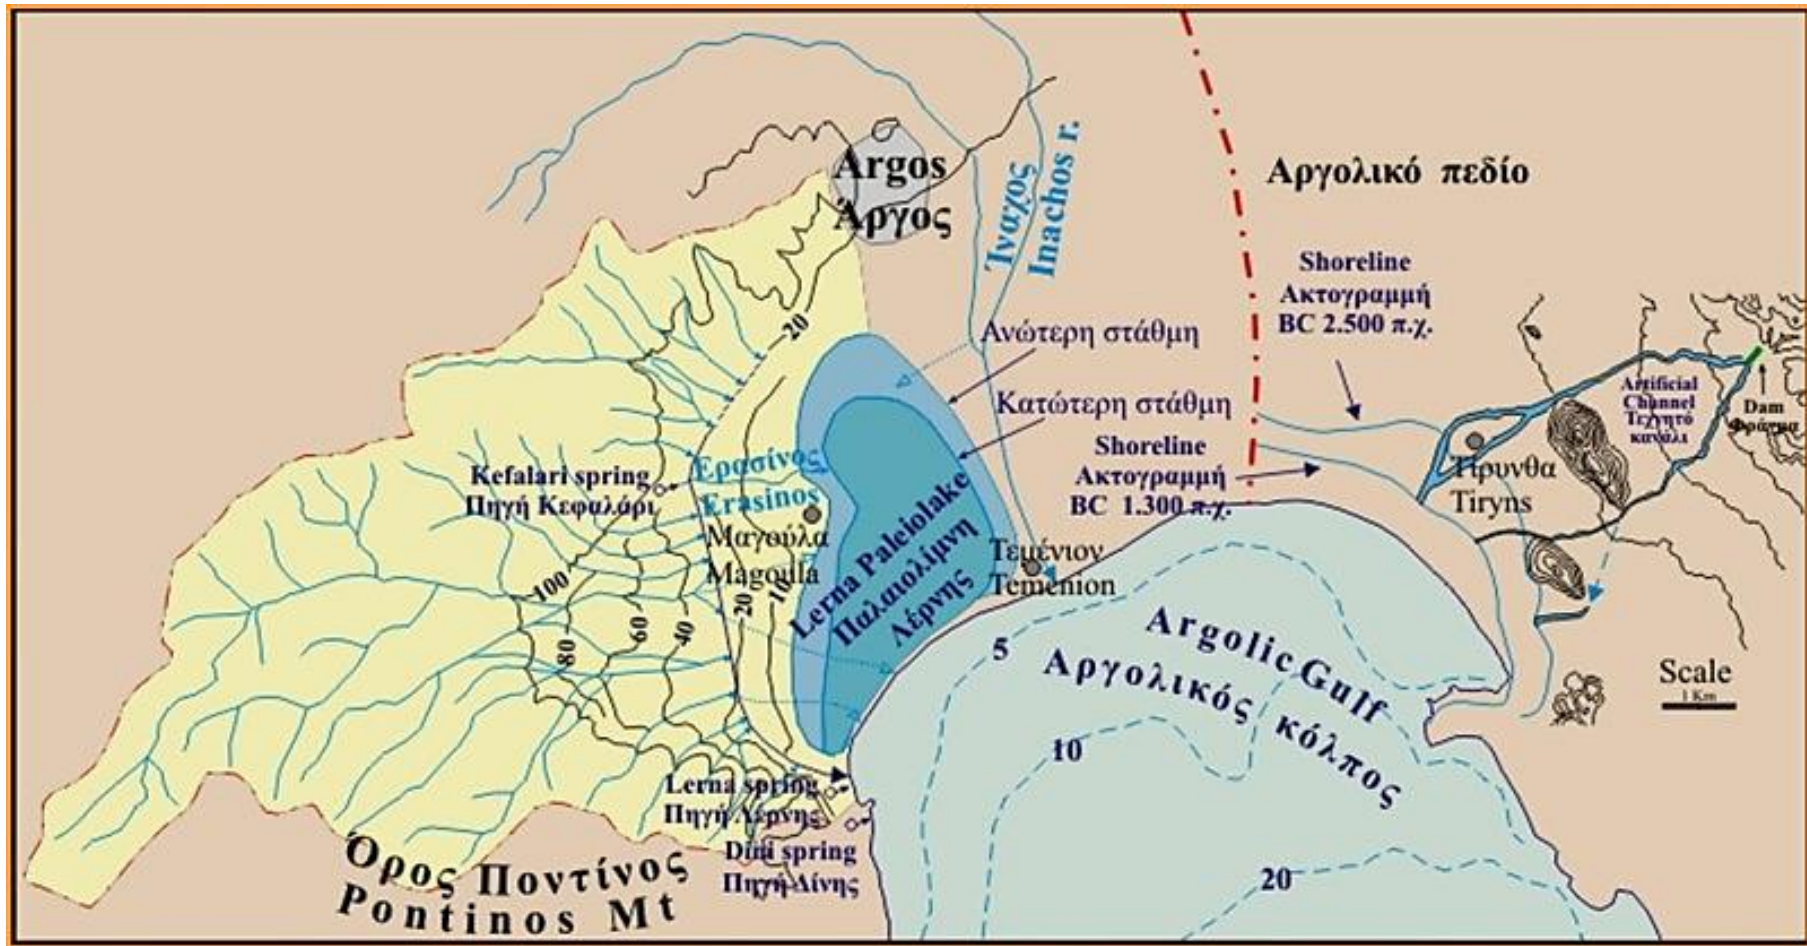 Argos
Άργος
Ίναχος
Inachos r.
Αργολικό πεδίο
Shoreline
Ακτογραμμή
BC 2.500 π.χ.
20
Ανώτερη στάθμη
Κατώτερη στάθμη
Shoreline
Ακτογραμμή
BC 1.300 π.χ.
Artificial
Channel
Τεχνητό
κανάλι
Dam
Φράγμα
Τίρυνθα
Tiryns
Kefalari spring
Πηγή Κεφαλάρι
Ερασίνος
Erasinos
Μαγούλα
Magoulla
Lerna Paleiolake
Παλαιολίμνη
Λέρνης
Τεμένιον
Temenion
100
80
60
40
20
10
5
Argolic Gulf
Αργολικός κόλπος
10
20
Scale
1 Km
Lerna spring
Πηγή Λέρνης
Dini spring
Πηγή Δίνης
Όρος Ποντίνος
Pontinos Mt